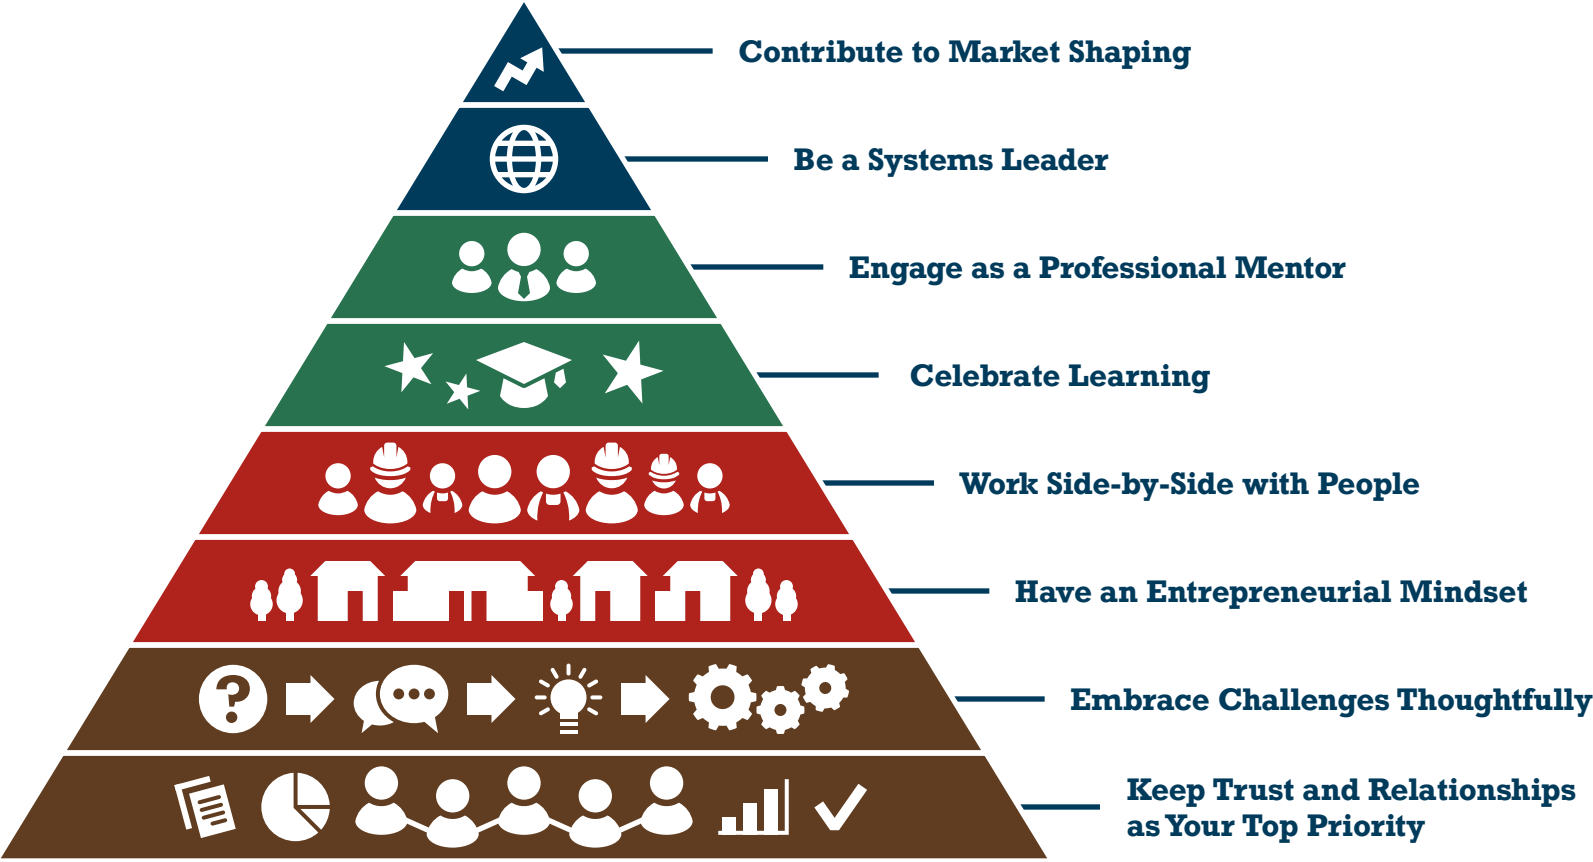 Contribute to Market Shaping
Be a Systems Leader
Engage as a Professional Mentor
Celebrate Learning
Work Side-by-Side with People
Have an Entrepreneurial Mindset
?
Embrace Challenges Thoughtfully
Keep Trust and Relationships
as Your Top Priority